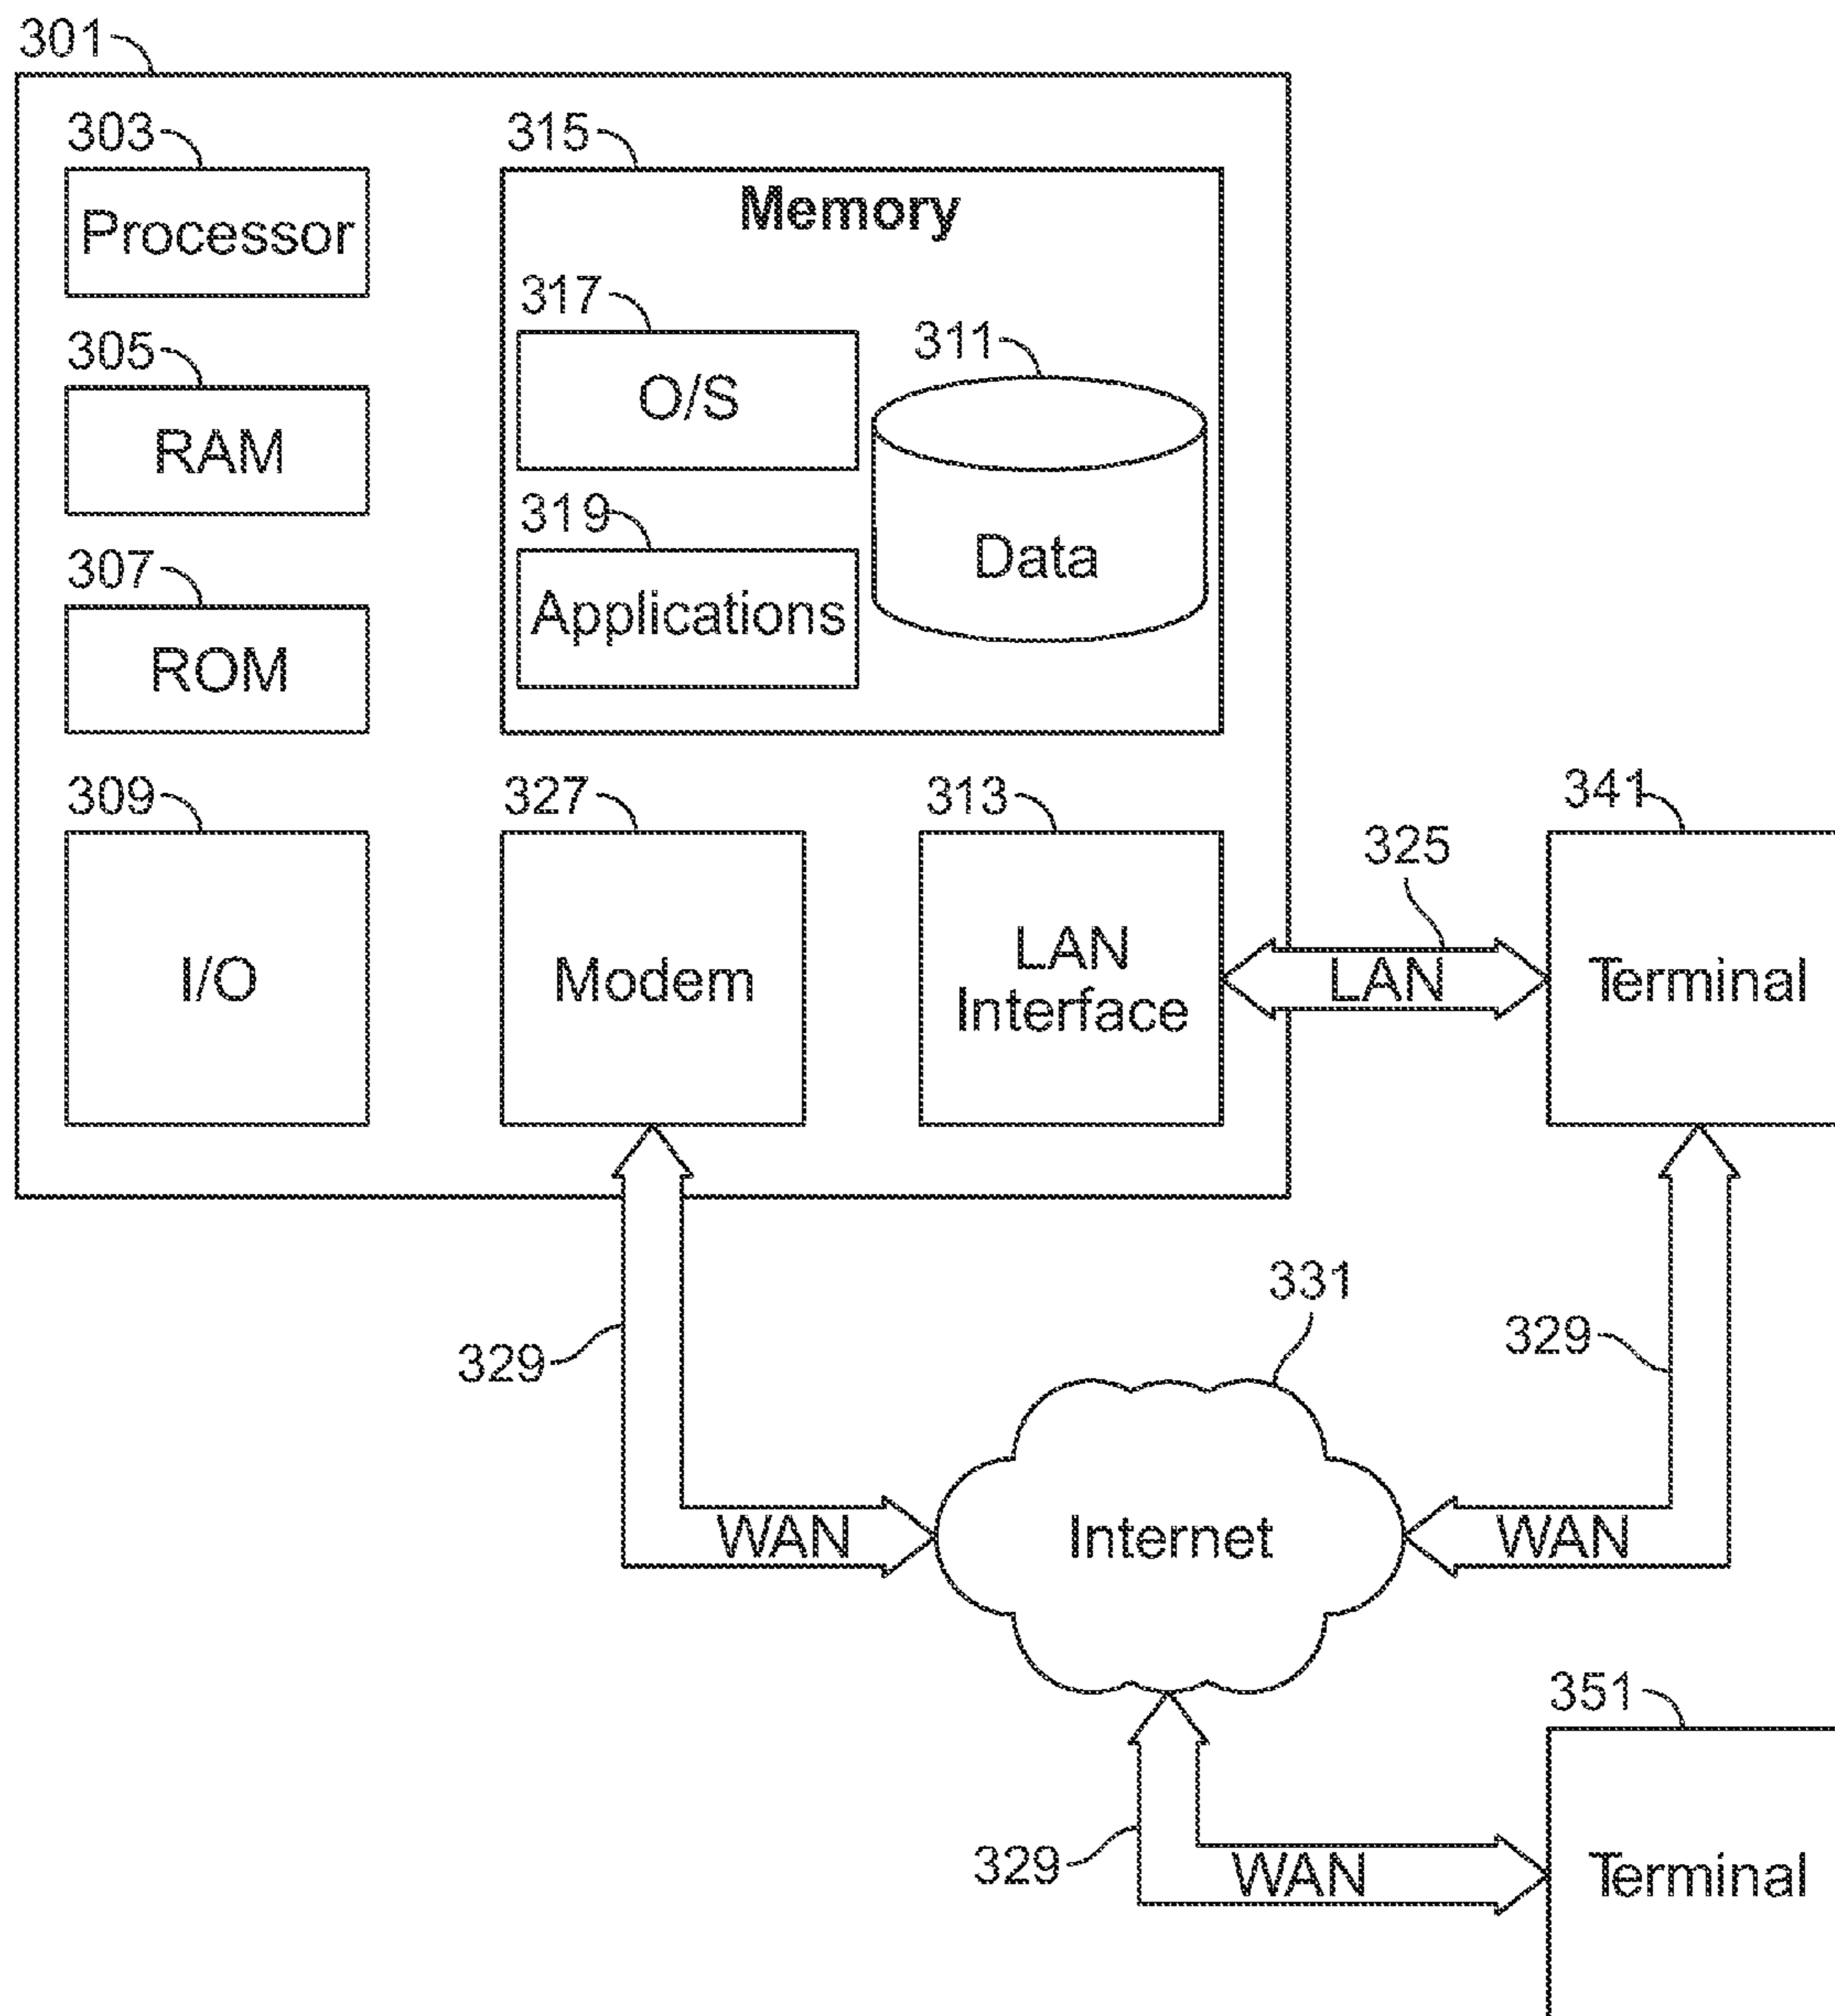 301
303
Processor
305
RAM
307
ROM
309
I/O
315
Memory
317
O/S
319
Applications
311
Data
327
Modem
313
LAN
Interface
325
LAN
341
Terminal
329
WAN
331
Internet
329
WAN
329
WAN
351
Terminal